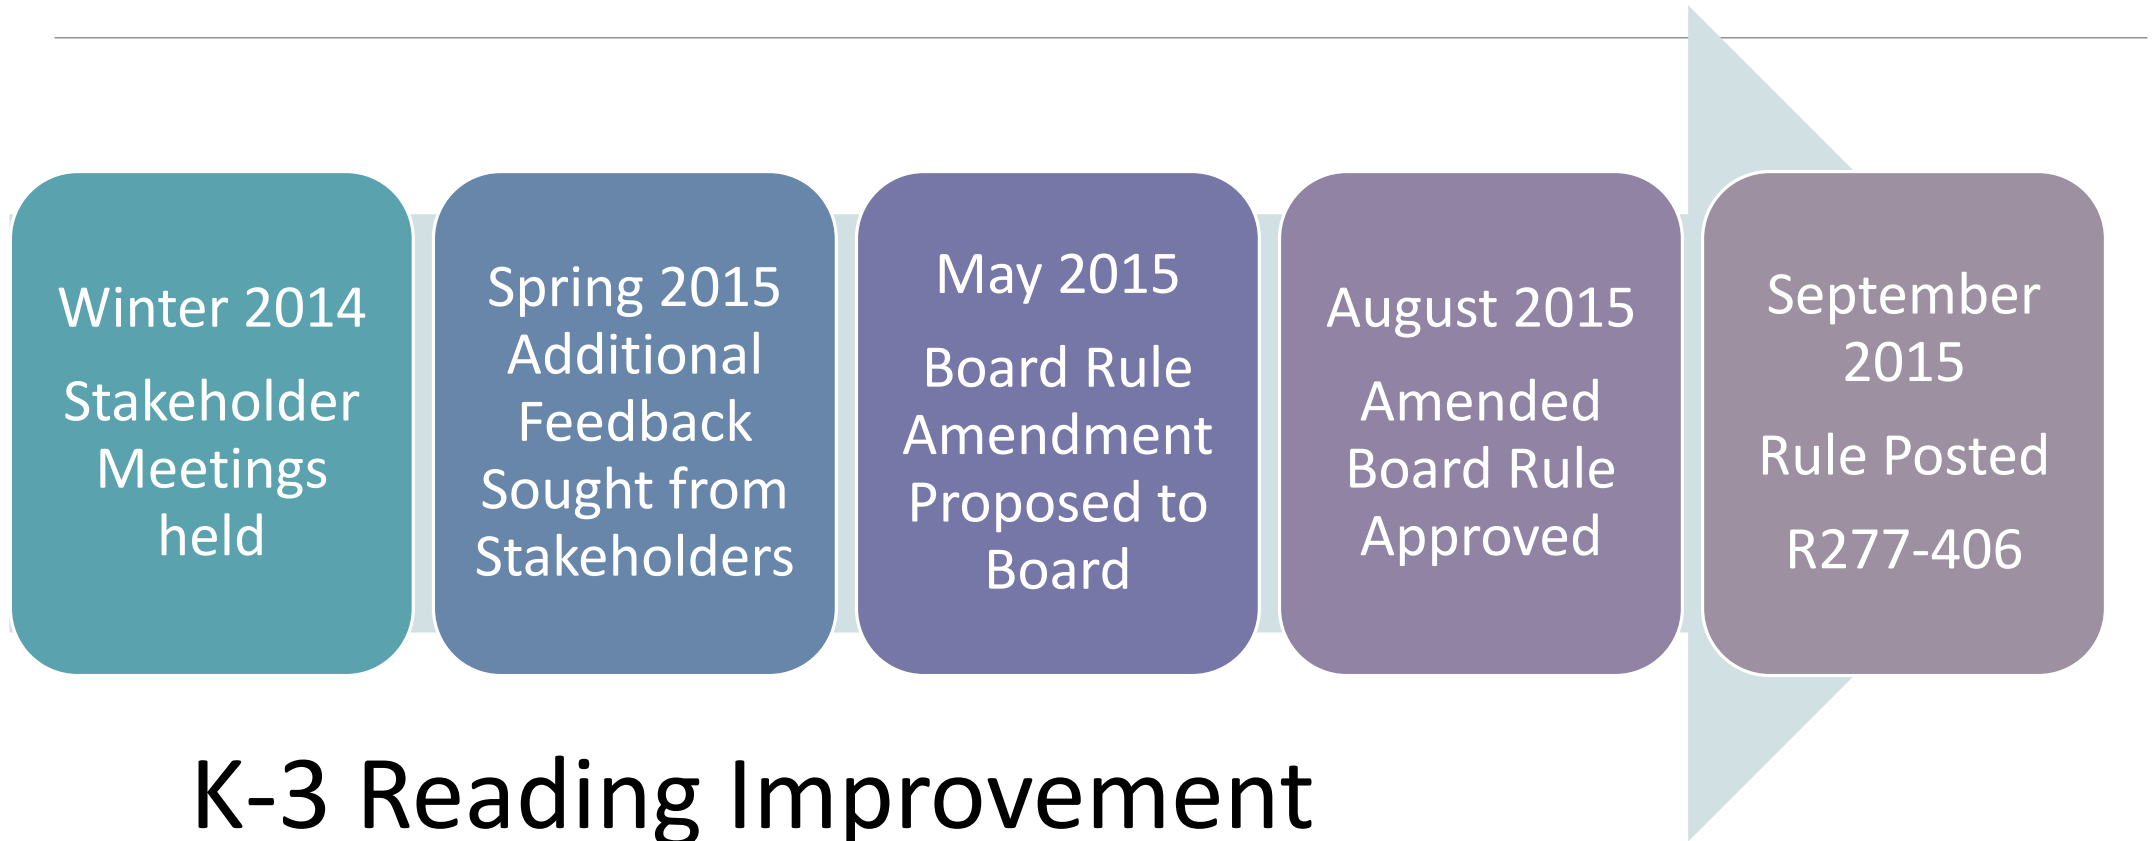 Winter 2014
Stakeholder
Meetings
held
Spring 2015
Additional
Feedback
Sought from
Stakeholders
May 2015
Board Rule
Amendment
Proposed to
Board
August 2015
Amended
Board Rule
Approved
September
2015
Rule Posted
R277-406
K-3 Reading Improvement